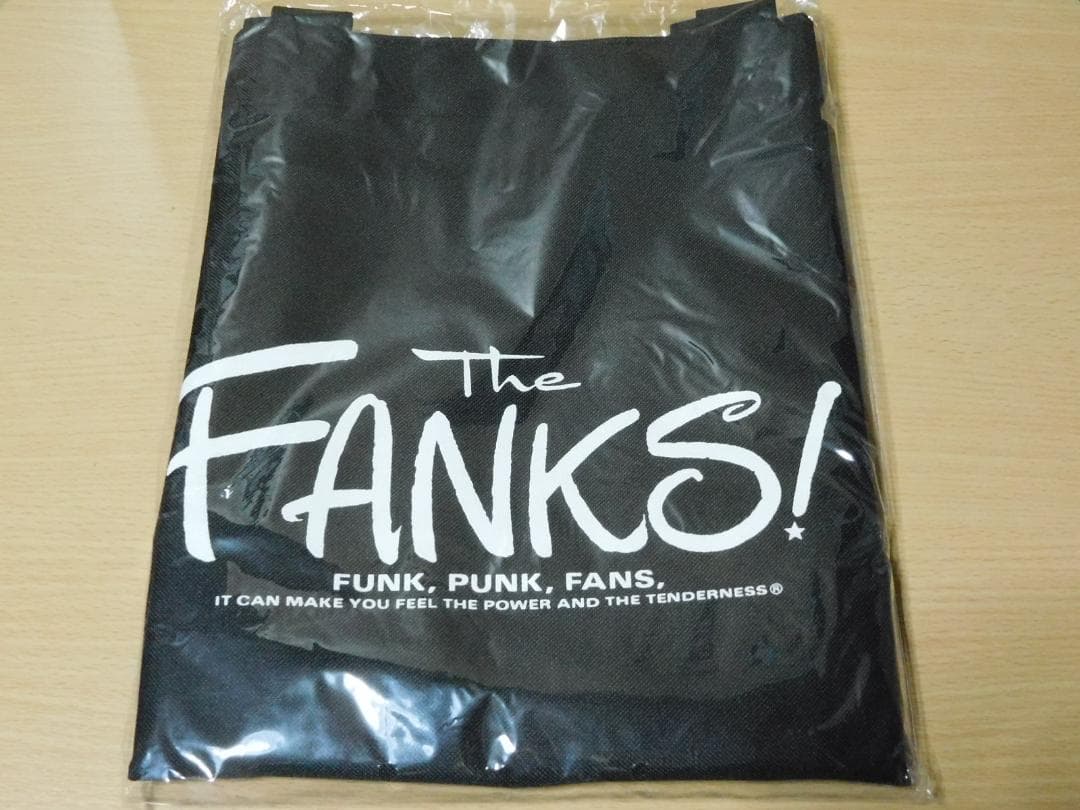 The
FANKS!
FUNK, PUNK, FANS,
IT CAN MAKE YOU FEEL THE POWER AND THE TENDERNESS®